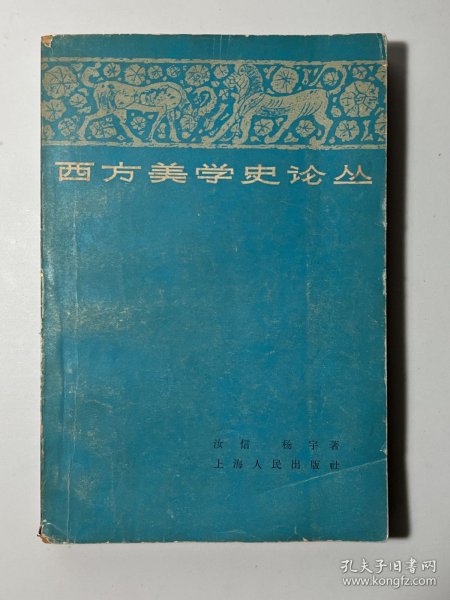 西方美学史论丛
汝信 杨宇著
上海人民出版社
孔夫子旧书网
www.kongfz.com